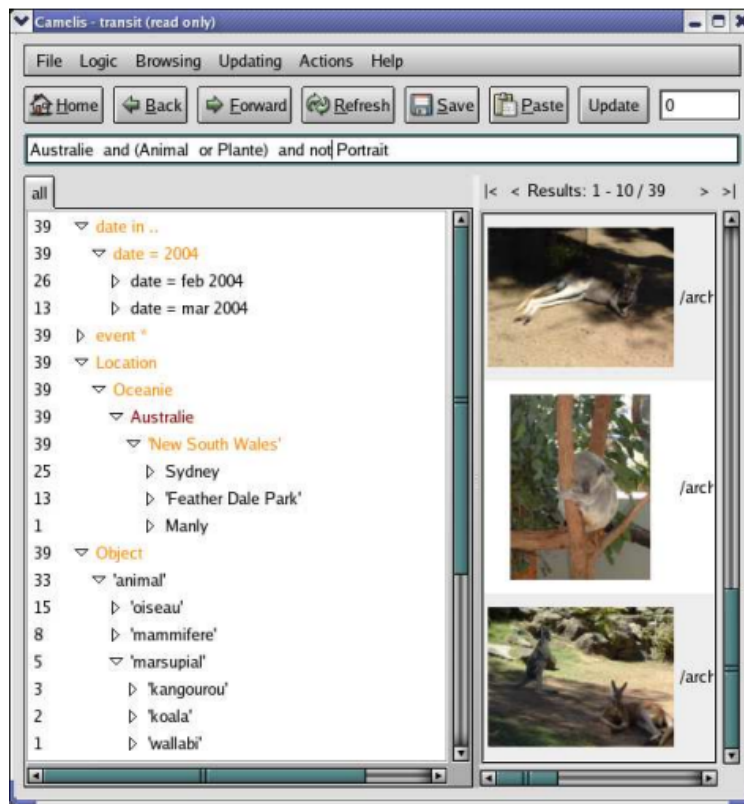 Camelis - transit (read only)
File Logic Browsing Updating Actions Help
Home Back Forward Refresh Save Paste Update 0
Australie and (Animal or Plante) and not Portrait
all
|< < Results: 1 - 10 / 39 > >|
39 date in ..
39 date = 2004
26 date = feb 2004
13 date = mar 2004
39 event *
39 Location
39 Oceanie
39 Australie
39 'New South Wales'
25 Sydney
13 'Feather Dale Park'
1 Manly
39 Object
33 'animal'
15 'oiseau'
8 'mammifere'
5 'marsupial'
3 'kangourou'
2 'koala'
1 'wallabi'
/arch
/arch
/arch